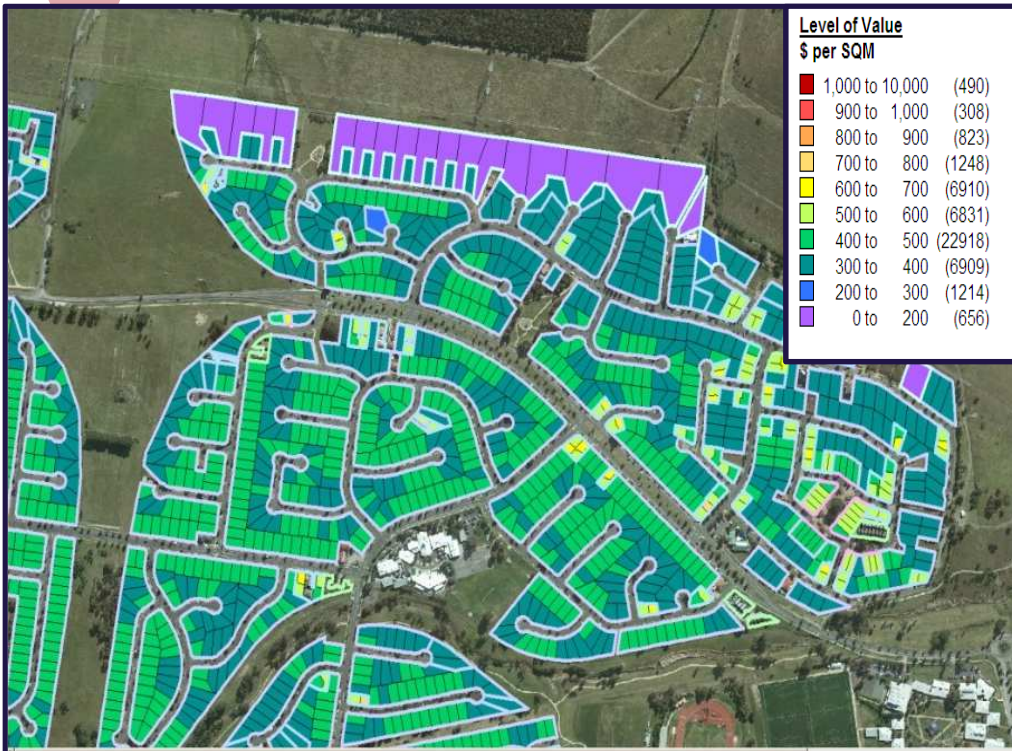 Level of Value
$ per SQM
1,000 to 10,000 (490)
900 to 1,000 (308)
800 to 900 (823)
700 to 800 (1248)
600 to 700 (6910)
500 to 600 (6831)
400 to 500 (22918)
300 to 400 (6909)
200 to 300 (1214)
0 to 200 (656)